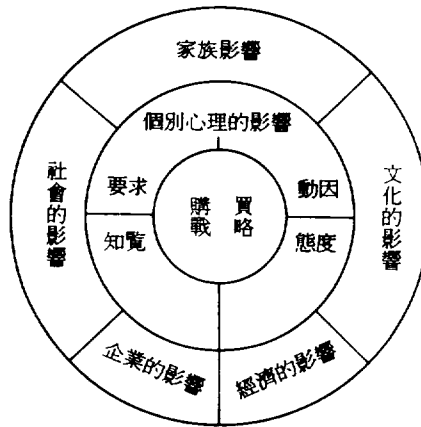 家族影響
個別心理的影響
社會的影響
文化的影響
要求
動因
購買
戰略
知覧
態度
企業的影響
經濟的影響